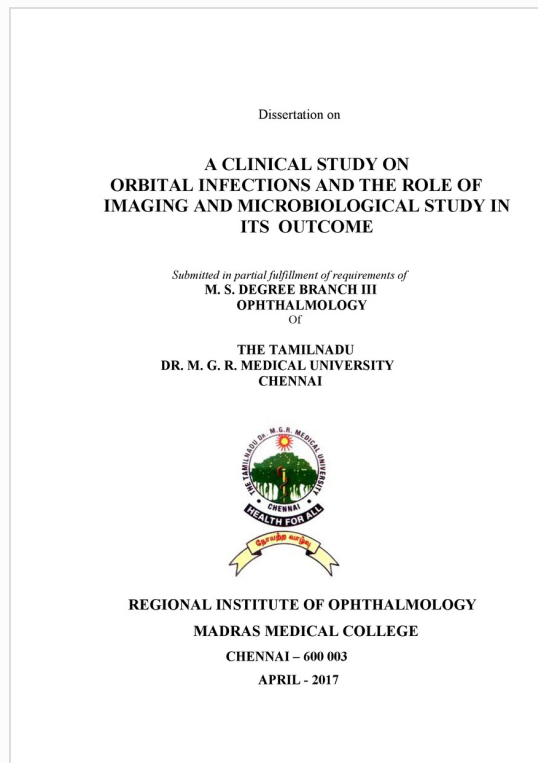 Dissertation on
A CLINICAL STUDY ON
ORBITAL INFECTIONS AND THE ROLE OF
IMAGING AND MICROBIOLOGICAL STUDY IN
ITS OUTCOME
Submitted in partial fulfillment of requirements of
M. S. DEGREE BRANCH III
OPHTHALMOLOGY
Of
THE TAMILNADU
DR. M. G. R. MEDICAL UNIVERSITY
CHENNAI
THE TAMILNADU DR. M.G.R. MEDICAL UNIVERSITY
CHENNAI
HEALTH FOR ALL
நோயற்ற வாழ்வு
REGIONAL INSTITUTE OF OPHTHALMOLOGY
MADRAS MEDICAL COLLEGE
CHENNAI – 600 003
APRIL - 2017